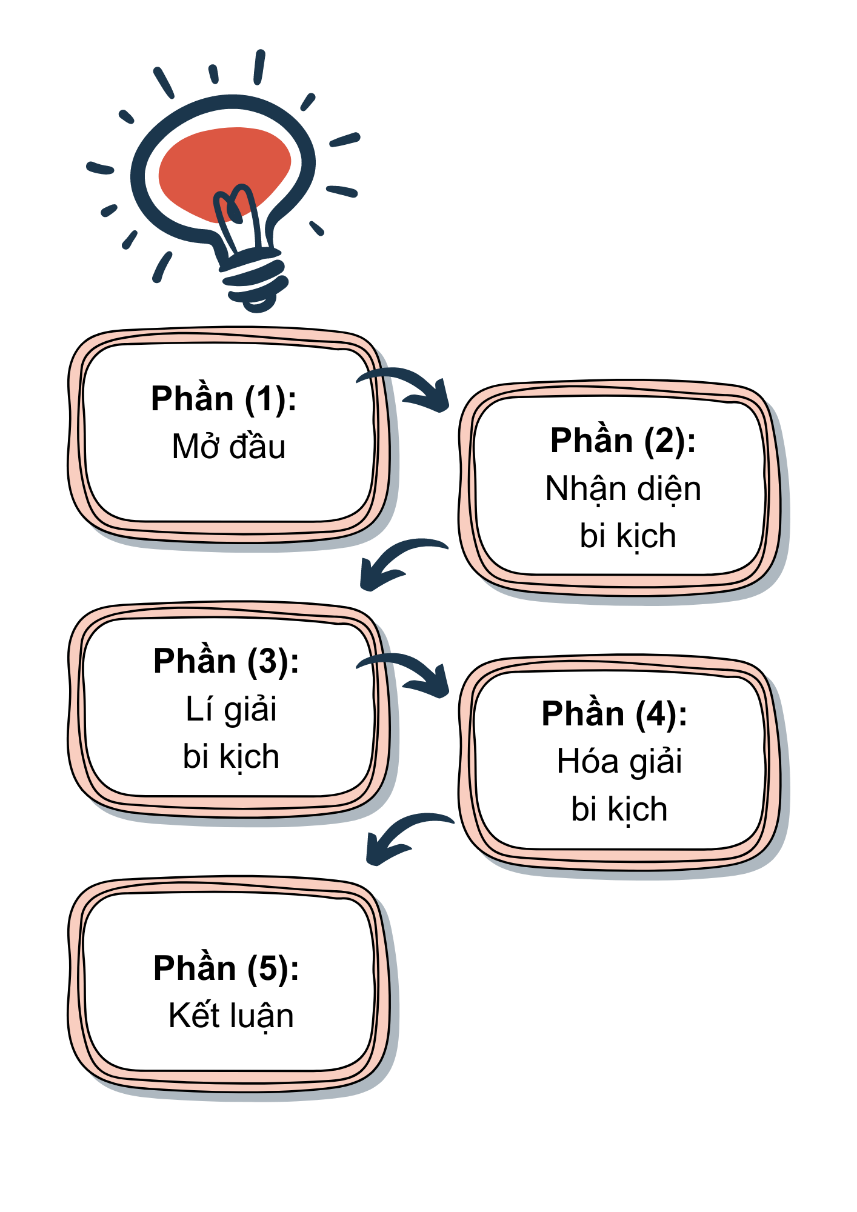 Phần (1):
Mở đầu
Phần (2):
Nhận diện
bi kịch
Phần (3):
Lí giải
bi kịch
Phần (4):
Hóa giải
bi kịch
Phần (5):
Kết luận